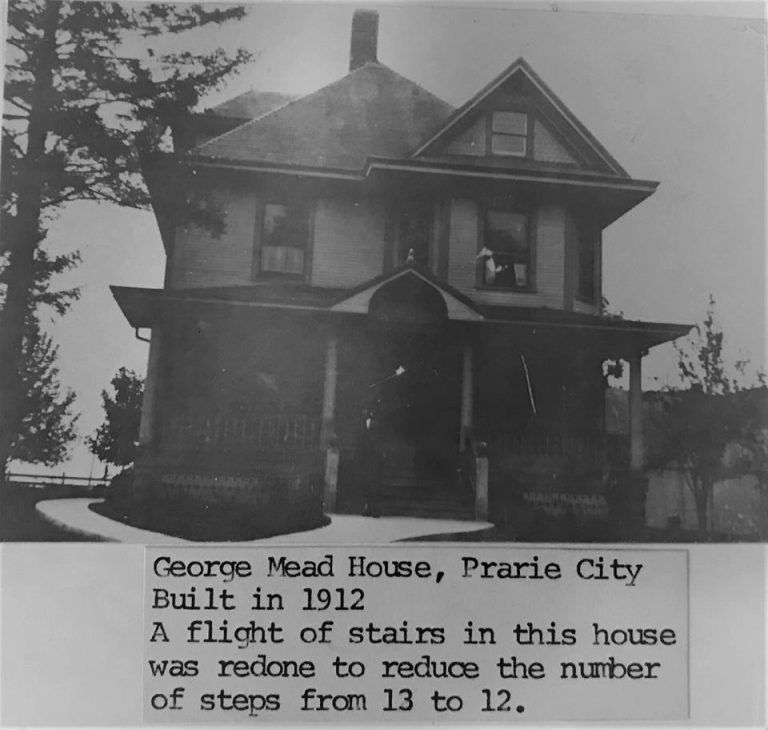 George Mead House, Prarie City
Built in 1912
A flight of stairs in this house
was redone to reduce the number
of steps from 13 to 12.